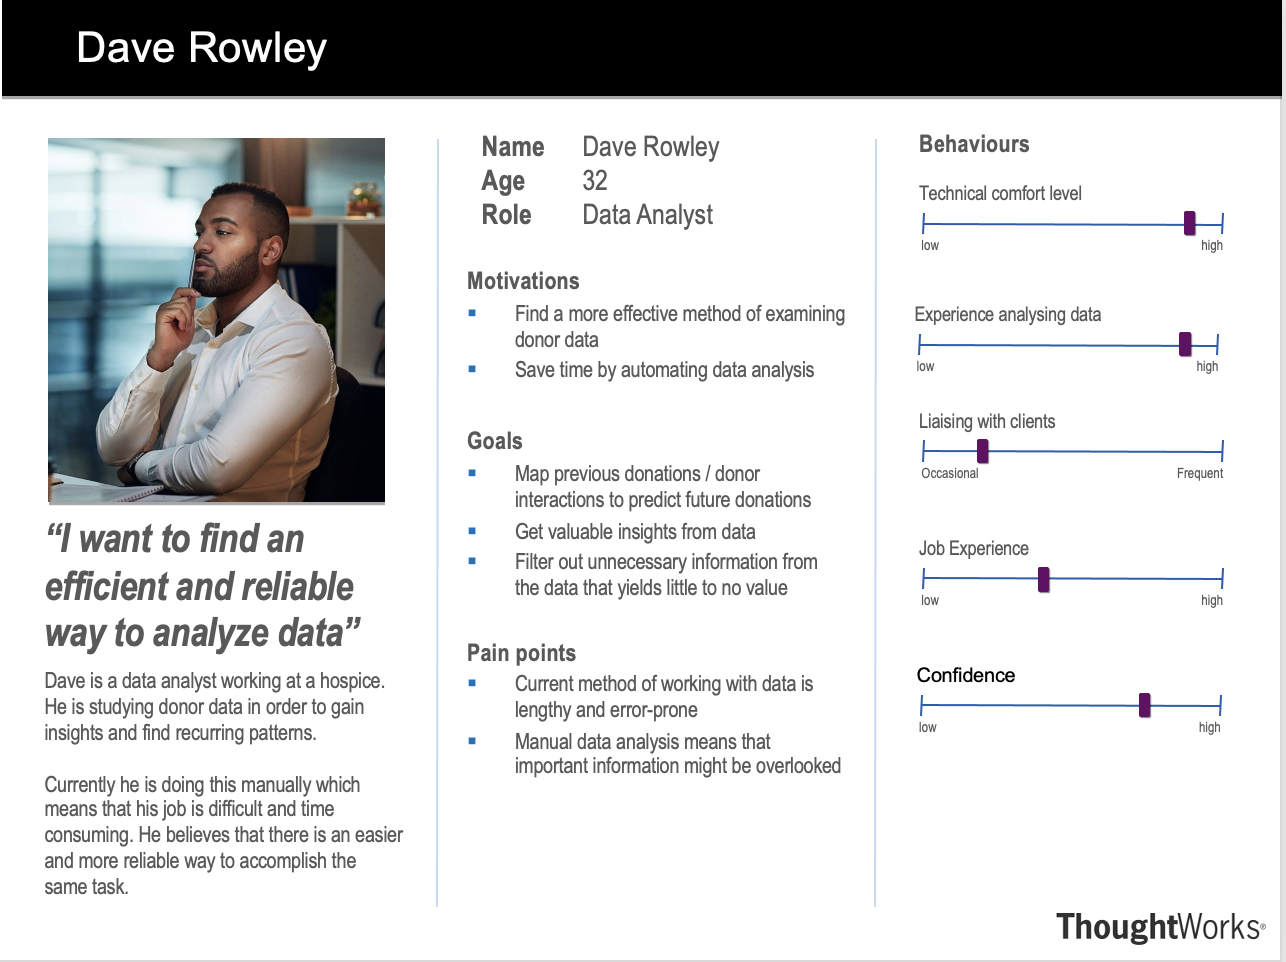 Dave Rowley
“I want to find an
efficient and reliable
way to analyze data”
Dave is a data analyst working at a hospice.
He is studying donor data in order to gain
insights and find recurring patterns.
Currently he is doing this manually which
means that his job is difficult and time
consuming. He believes that there is an easier
and more reliable way to accomplish the
same task.
Name Dave Rowley
Age 32
Role Data Analyst
Motivations
Find a more effective method of examining
donor data
Save time by automating data analysis
Goals
Map previous donations / donor
interactions to predict future donations
Get valuable insights from data
Filter out unnecessary information from
the data that yields little to no value
Pain points
Current method of working with data is
lengthy and error-prone
Manual data analysis means that
important information might be overlooked
Behaviours
Technical comfort level
low high
Experience analysing data
low high
Liaising with clients
Occasional Frequent
Job Experience
low high
Confidence
low high
ThoughtWorks®